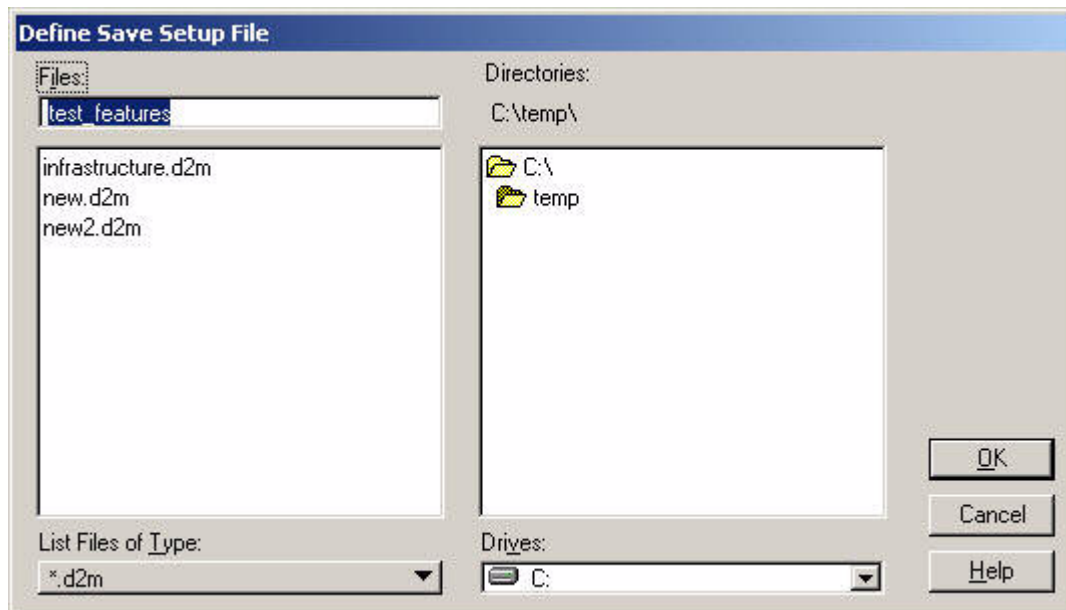 Define Save Setup File
Files:
test_features
infrastructure.d2m
new.d2m
new2.d2m
List Files of Type:
*.d2m
Directories:
C:\temp\
C:\
temp
Drives:
C:
OK
Cancel
Help